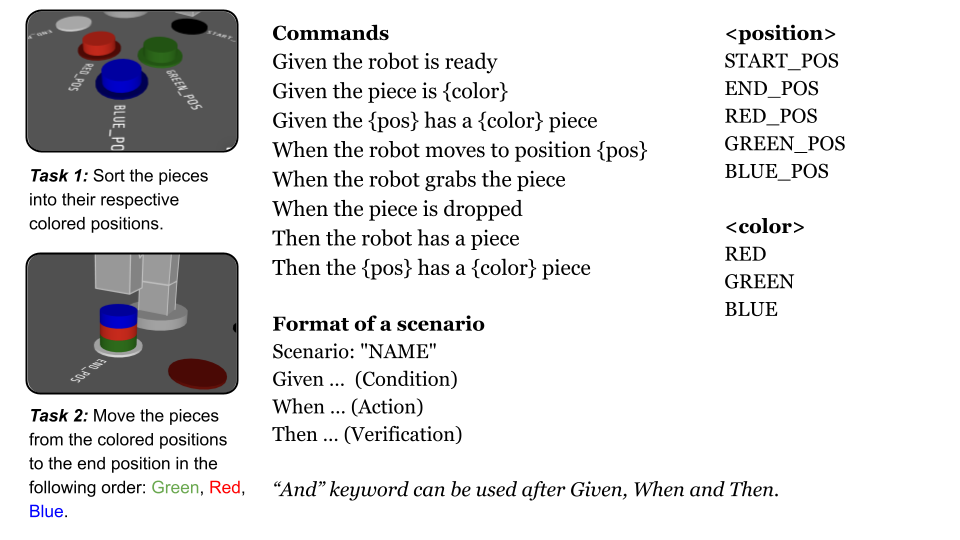 END_
START_
RED_POS
GREEN_POS
BLUE_PO
Task 1: Sort the pieces
into their respective
colored positions.
END_POS
Task 2: Move the pieces
from the colored positions
to the end position in the
following order: Green, Red,
Blue.
Commands
Given the robot is ready
Given the piece is {color}
Given the {pos} has a {color} piece
When the robot moves to position {pos}
When the robot grabs the piece
When the piece is dropped
Then the robot has a piece
Then the {pos} has a {color} piece
Format of a scenario
Scenario: "NAME"
Given ...  (Condition)
When ... (Action)
Then ... (Verification)
“And” keyword can be used after Given, When and Then.
<position>
START_POS
END_POS
RED_POS
GREEN_POS
BLUE_POS
<color>
RED
GREEN
BLUE